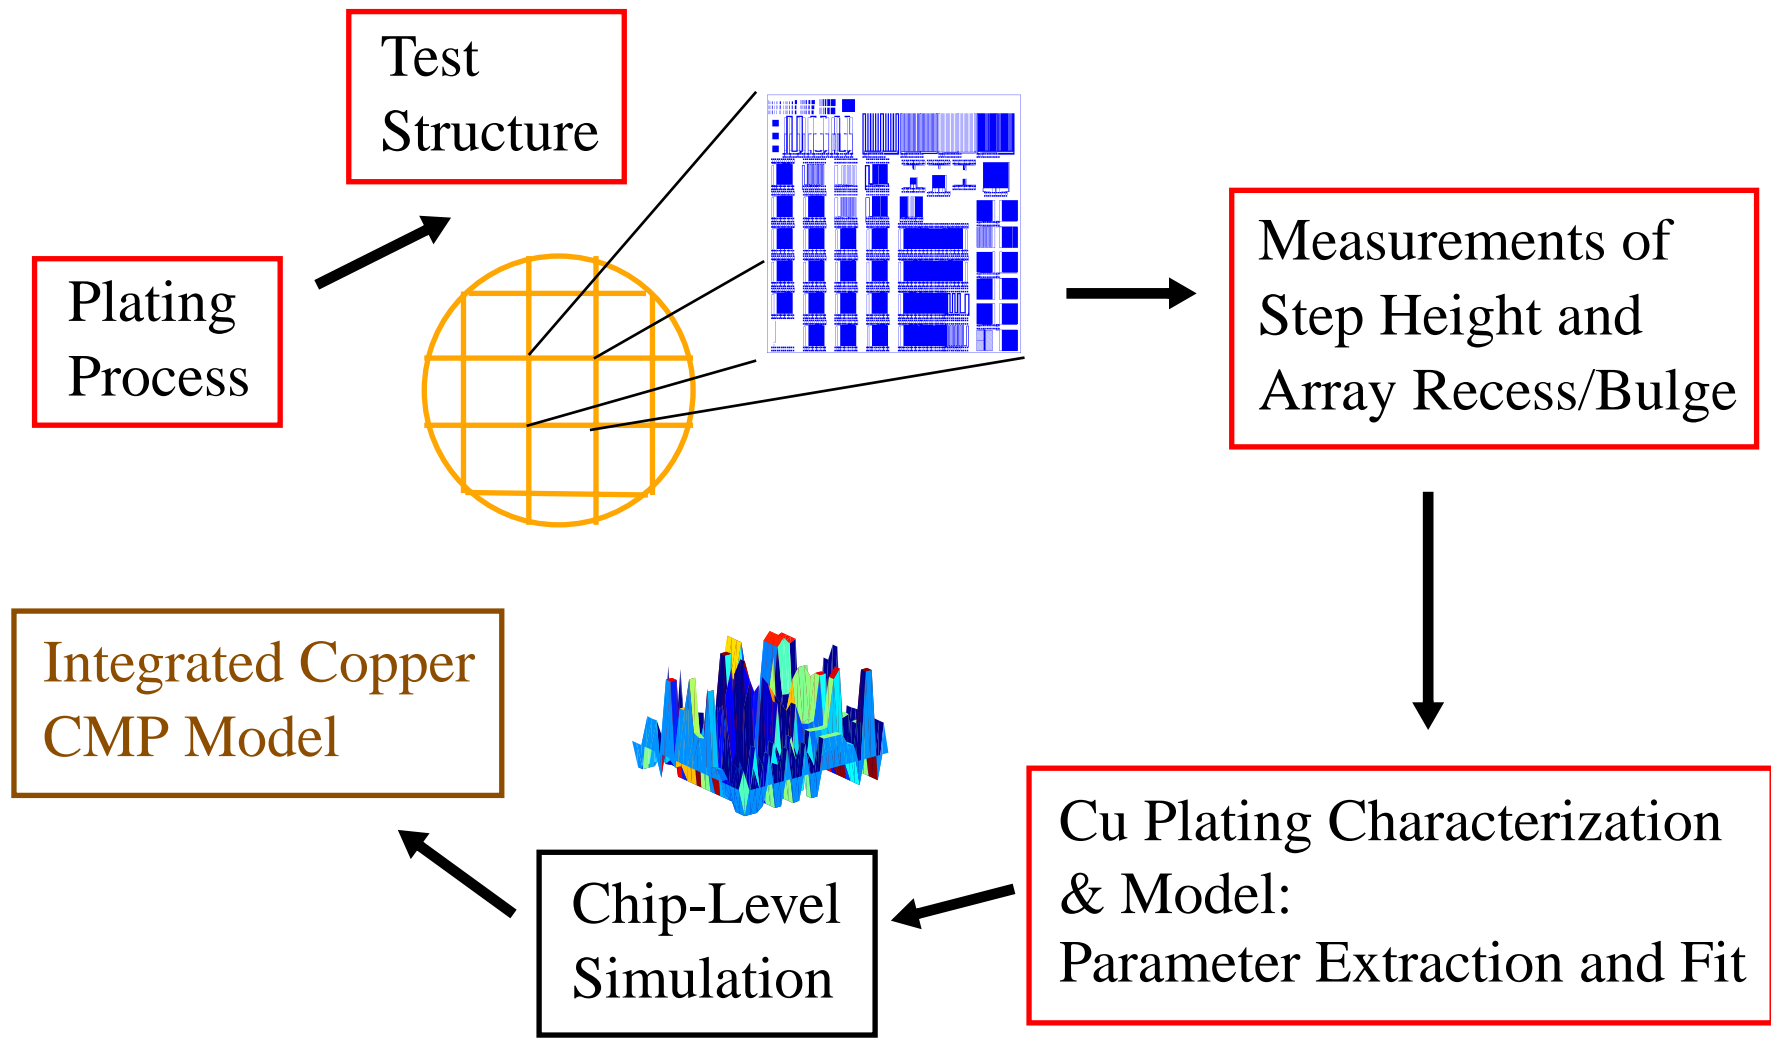 Test
Structure
Plating
Process
Measurements of
Step Height and
Array Recess/Bulge
Cu Plating Characterization
& Model:
Parameter Extraction and Fit
Chip-Level
Simulation
Integrated Copper
CMP Model